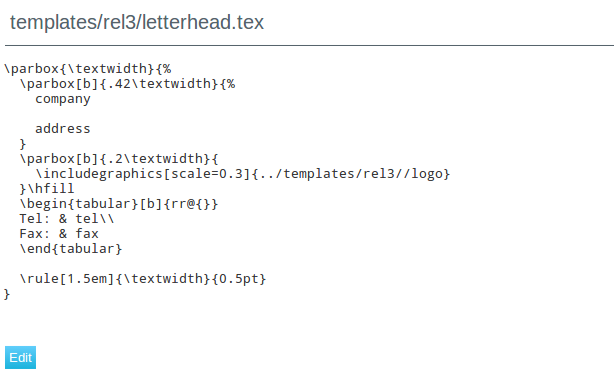 templates/rel3/letterhead.tex
\parbox{\textwidth}{%
  \parbox[b]{.42\textwidth}{%
    company

    address
  }
  \parbox[b]{.2\textwidth}{
    \includegraphics[scale=0.3]{../templates/rel3//logo}
  }\hfill
  \begin{tabular}[b]{rr@{}}
  Tel: & tel\\
  Fax: & fax
  \end{tabular}

  \rule[1.5em]{\textwidth}{0.5pt}
}
Edit